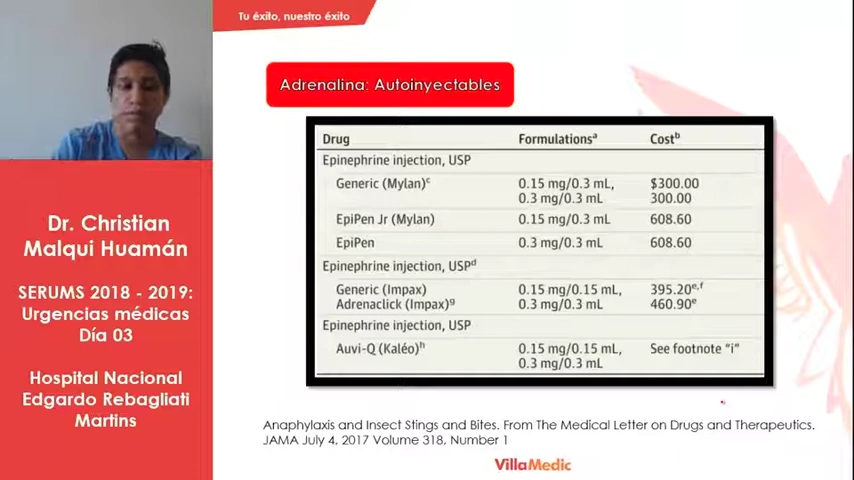 Tu éxito, nuestro éxito
Adrenalina: Autoinyectables
Drug Formulationsᵃ Costᵇ
Epinephrine injection, USP
Generic (Mylan)ᶜ 0.15 mg/0.3 mL, $300.00
0.3 mg/0.3 mL 300.00
EpiPen Jr (Mylan) 0.15 mg/0.3 mL 608.60
EpiPen 0.3 mg/0.3 mL 608.60
Epinephrine injection, USPᵈ
Generic (Impax) 0.15 mg/0.15 mL, 395.20ᵉ,ᶠ
Adrenaclick (Impax)ᵍ 0.3 mg/0.3 mL 460.90ᵉ
Epinephrine injection, USP
Auvi-Q (Kaléo)ʰ 0.15 mg/0.15 mL, See footnote "i"
0.3 mg/0.3 mL
Anaphylaxis and Insect Stings and Bites. From The Medical Letter on Drugs and Therapeutics.
JAMA July 4, 2017 Volume 318, Number 1
VillaMedic
Dr. Christian
Malqui Huamán
SERUMS 2018 - 2019:
Urgencias médicas
Día 03
Hospital Nacional
Edgardo Rebagliati
Martins